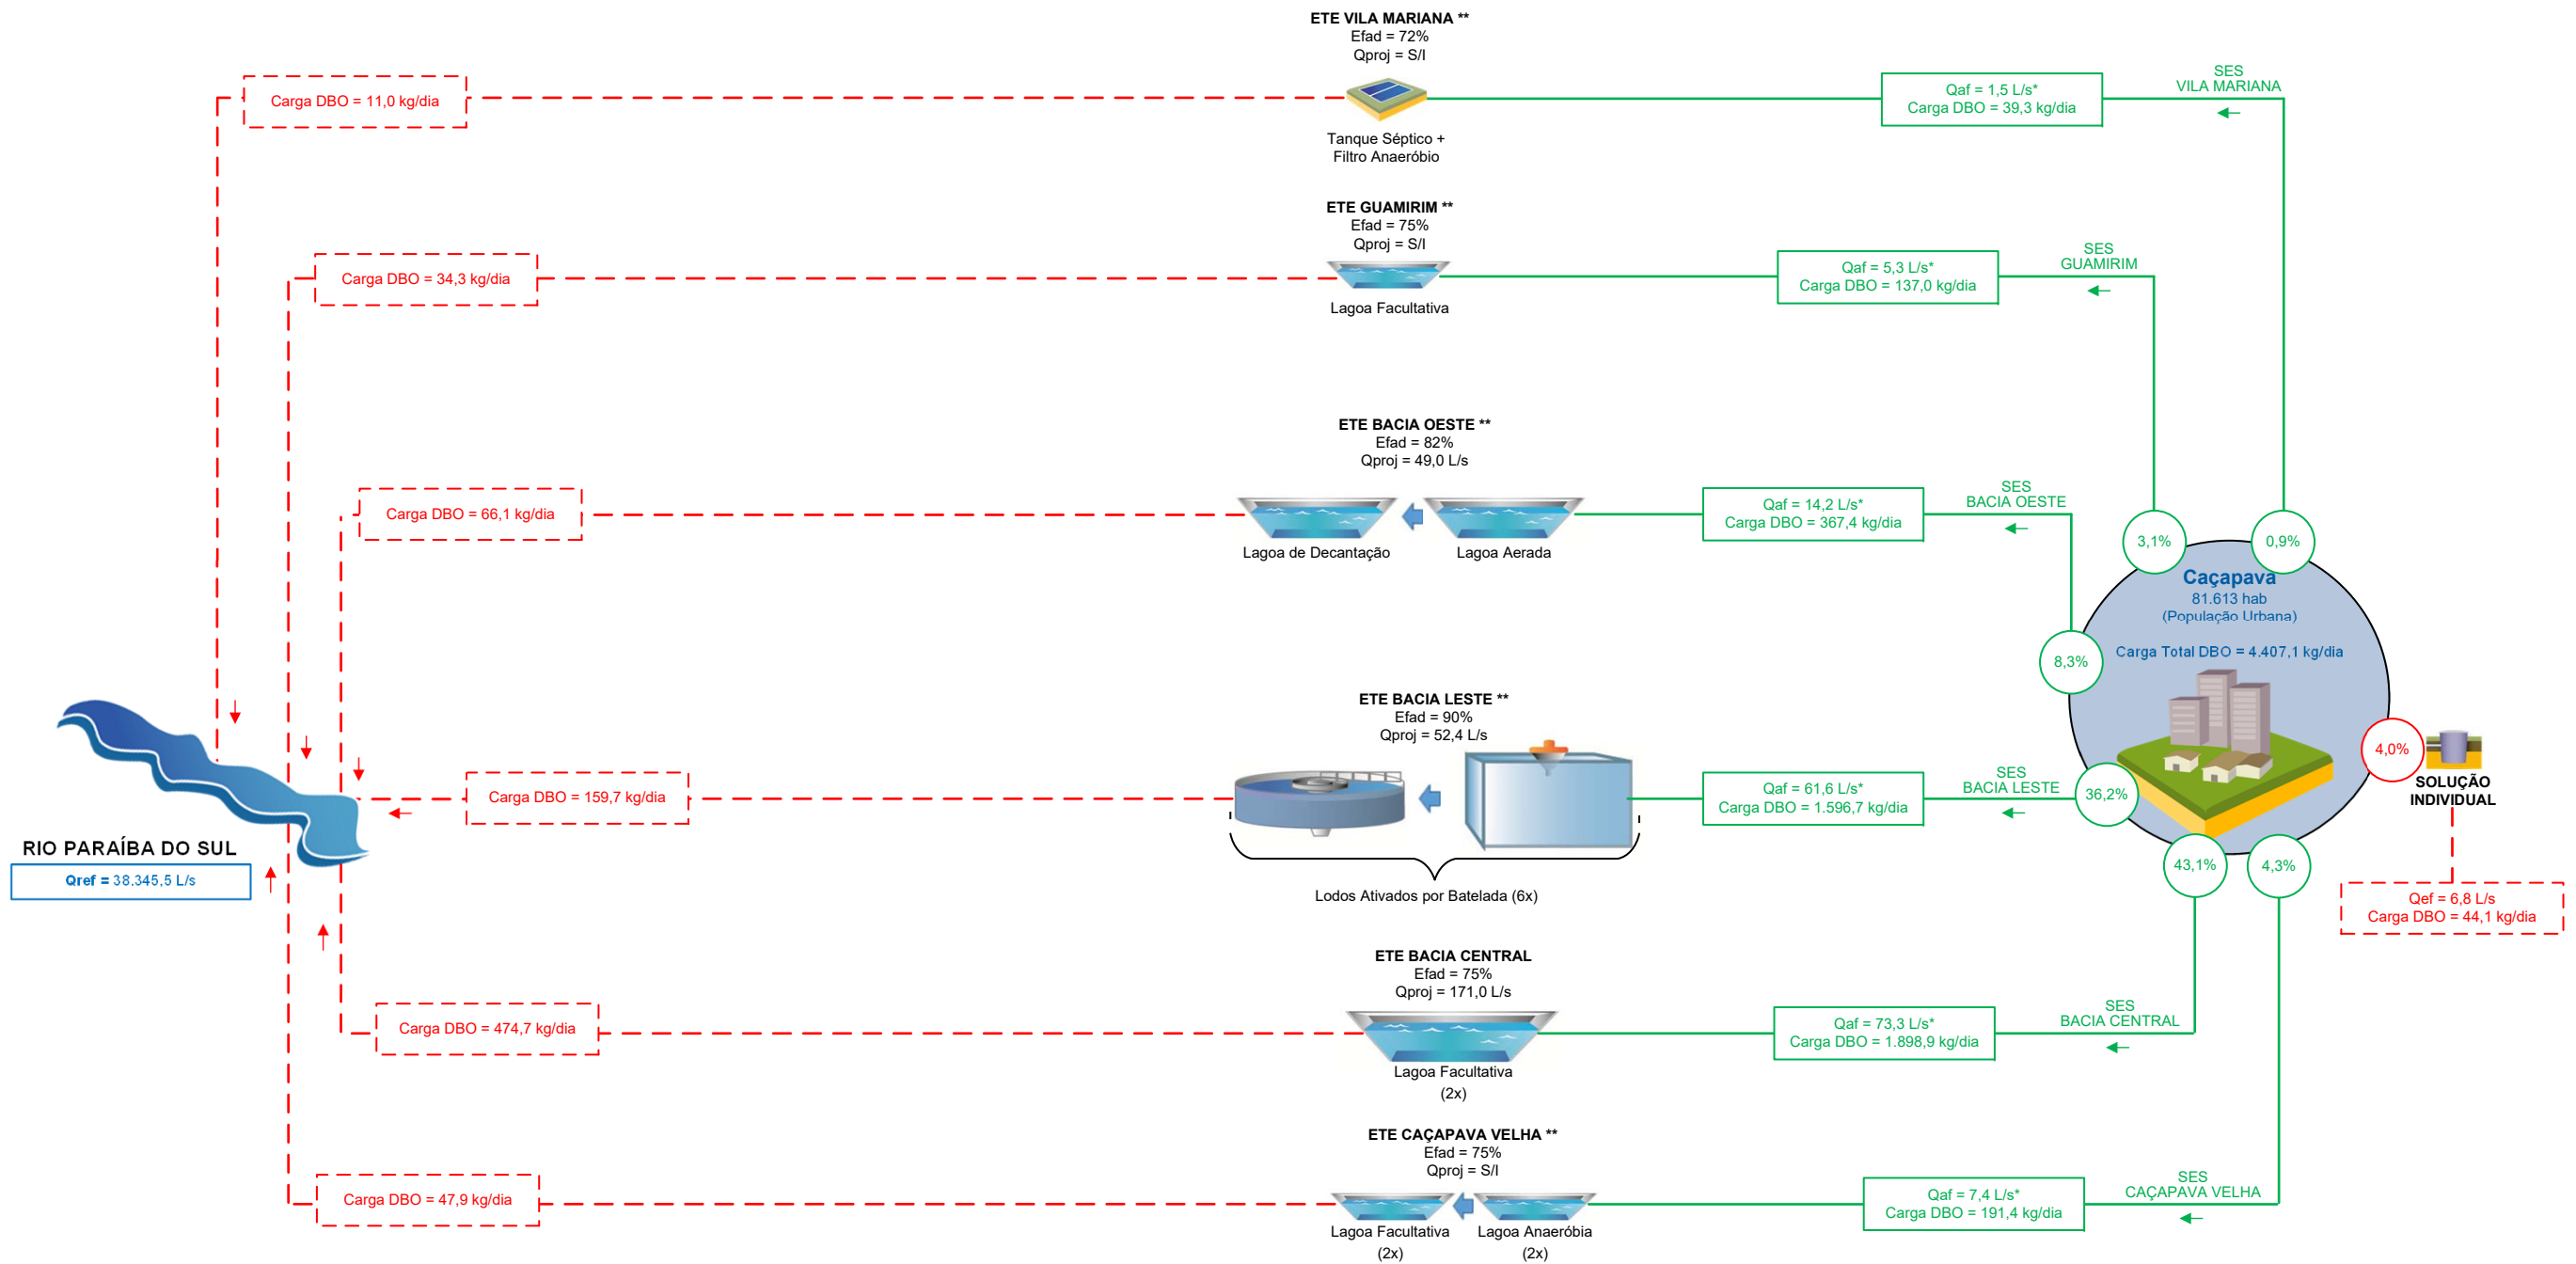 ETE VILA MARIANA **
Efad = 72%
Qproj = S/I
Carga DBO = 11,0 kg/dia
Tanque Séptico +
Filtro Anaeróbio
Qaf = 1,5 L/s*
Carga DBO = 39,3 kg/dia
SES
VILA MARIANA
ETE GUAMIRIM **
Efad = 75%
Qproj = S/I
Carga DBO = 34,3 kg/dia
Lagoa Facultativa
Qaf = 5,3 L/s*
Carga DBO = 137,0 kg/dia
SES
GUAMIRIM
ETE BACIA OESTE **
Efad = 82%
Qproj = 49,0 L/s
Carga DBO = 66,1 kg/dia
Lagoa de Decantação
Lagoa Aerada
Qaf = 14,2 L/s*
Carga DBO = 367,4 kg/dia
SES
BACIA OESTE
3,1%
0,9%
Caçapava
81.613 hab
(População Urbana)
Carga Total DBO = 4.407,1 kg/dia
8,3%
ETE BACIA LESTE **
Efad = 90%
Qproj = 52,4 L/s
Carga DBO = 159,7 kg/dia
Qaf = 61,6 L/s*
Carga DBO = 1.596,7 kg/dia
SES
BACIA LESTE
36,2%
4,0%
SOLUÇÃO
INDIVIDUAL
RIO PARAÍBA DO SUL
Qref = 38.345,5 L/s
Lodos Ativados por Batelada (6x)
43,1%
4,3%
Qef = 6,8 L/s
Carga DBO = 44,1 kg/dia
ETE BACIA CENTRAL
Efad = 75%
Qproj = 171,0 L/s
Carga DBO = 474,7 kg/dia
Lagoa Facultativa
(2x)
Qaf = 73,3 L/s*
Carga DBO = 1.898,9 kg/dia
SES
BACIA CENTRAL
ETE CAÇAPAVA VELHA **
Efad = 75%
Qproj = S/I
Carga DBO = 47,9 kg/dia
Lagoa Facultativa
(2x)
Lagoa Anaeróbia
(2x)
Qaf = 7,4 L/s*
Carga DBO = 191,4 kg/dia
SES
CAÇAPAVA VELHA